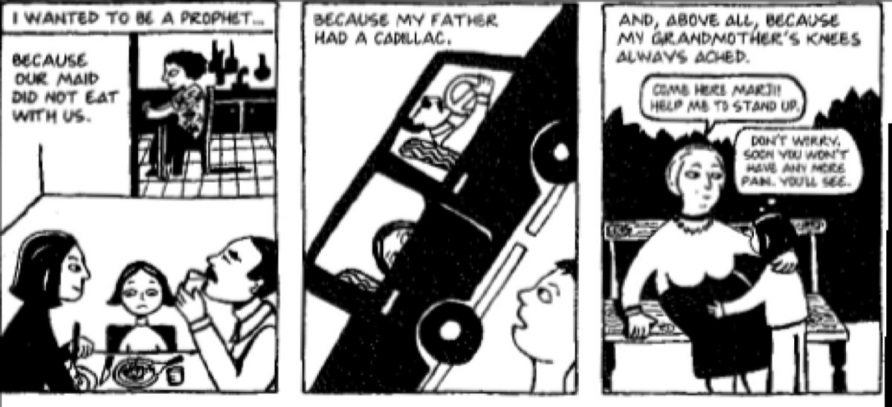 I WANTED TO BE A PROPHET...
BECAUSE
OUR MAID
DID NOT EAT
WITH US.
BECAUSE MY FATHER
HAD A CADILLAC.
AND, ABOVE ALL, BECAUSE
MY GRANDMOTHER'S KNEES
ALWAYS ACHED.
COME HERE MARJI!
HELP ME TO STAND UP.
DON'T WORRY,
SOON YOU WON'T
HAVE ANY MORE
PAIN. YOU'LL SEE.